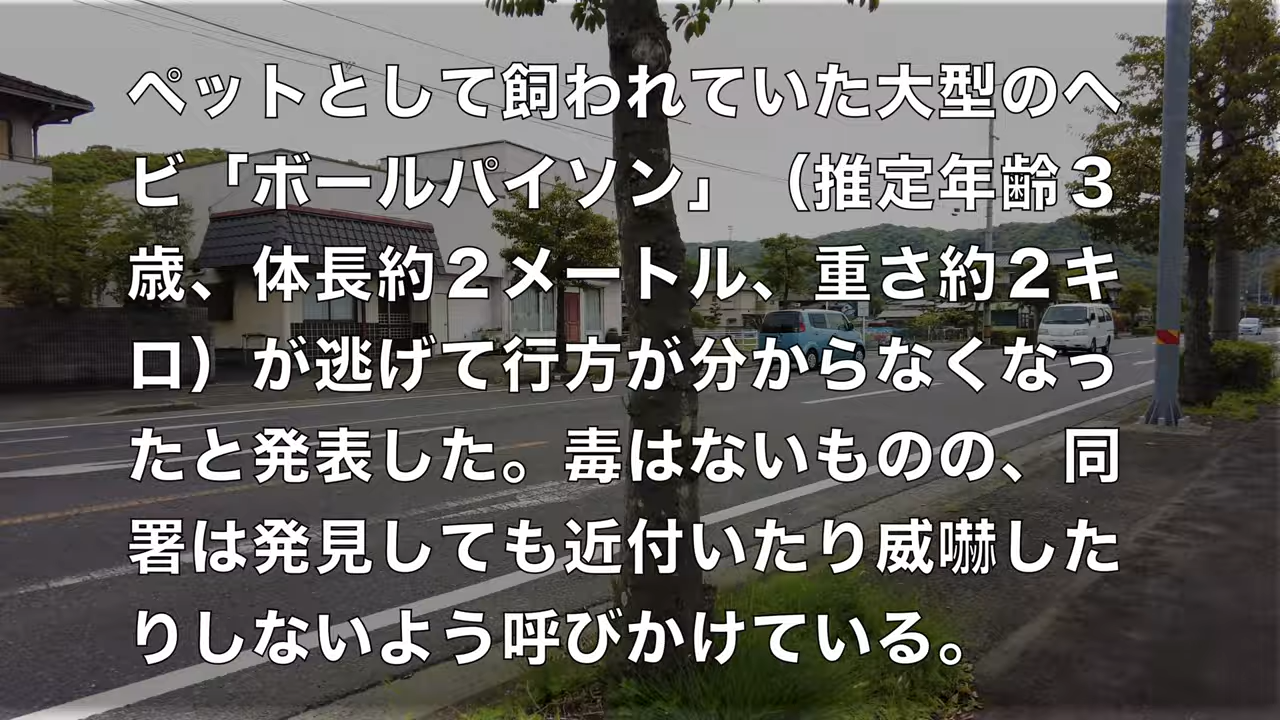 ペットとして飼われていた大型のヘ
ビ「ボールパイソン」（推定年齢３
歳、体長約２メートル、重さ約２キ
ロ）が逃げて行方が分からなくなっ
たと発表した。毒はないものの、同
署は発見しても近付いたり威嚇した
りしないよう呼びかけている。